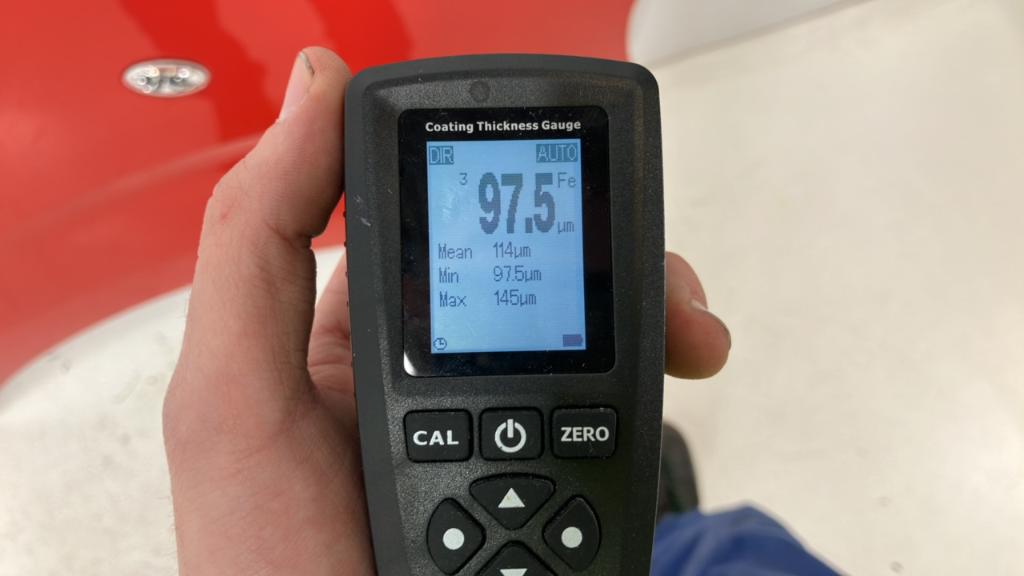 Coating Thickness Gauge
DIR AUTO
3 97.5 Fe µm
Mean 114µm
Min 97.5µm
Max 145µm
CAL ZERO